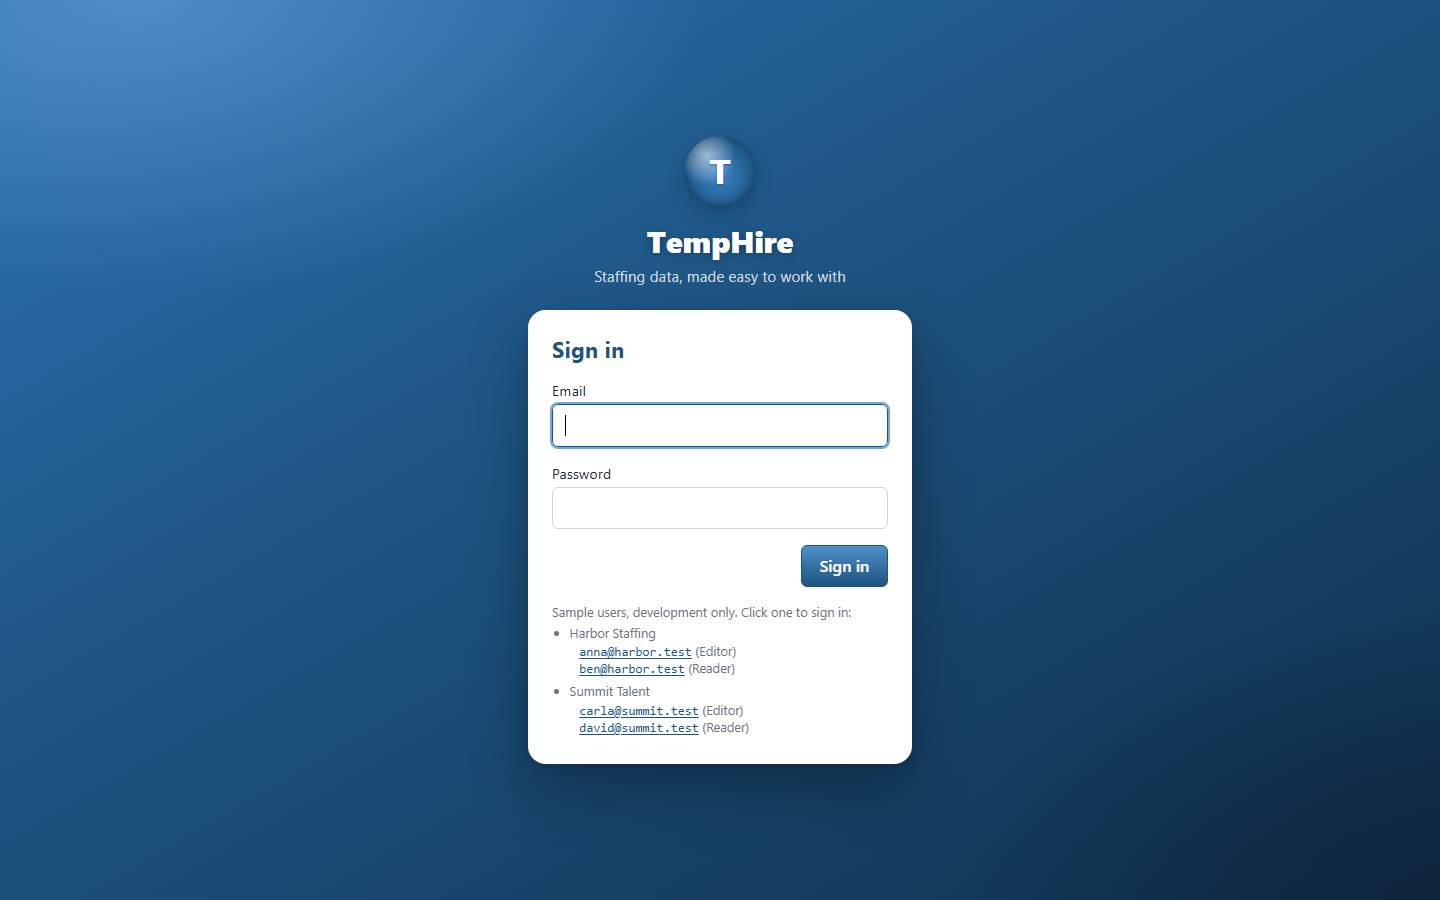 T
TempHire
Staffing data, made easy to work with
Sign in
Email
Password
Sign in
Sample users, development only. Click one to sign in:
• Harbor Staffing
anna@harbor.test (Editor)
ben@harbor.test (Reader)
• Summit Talent
carla@summit.test (Editor)
david@summit.test (Reader)